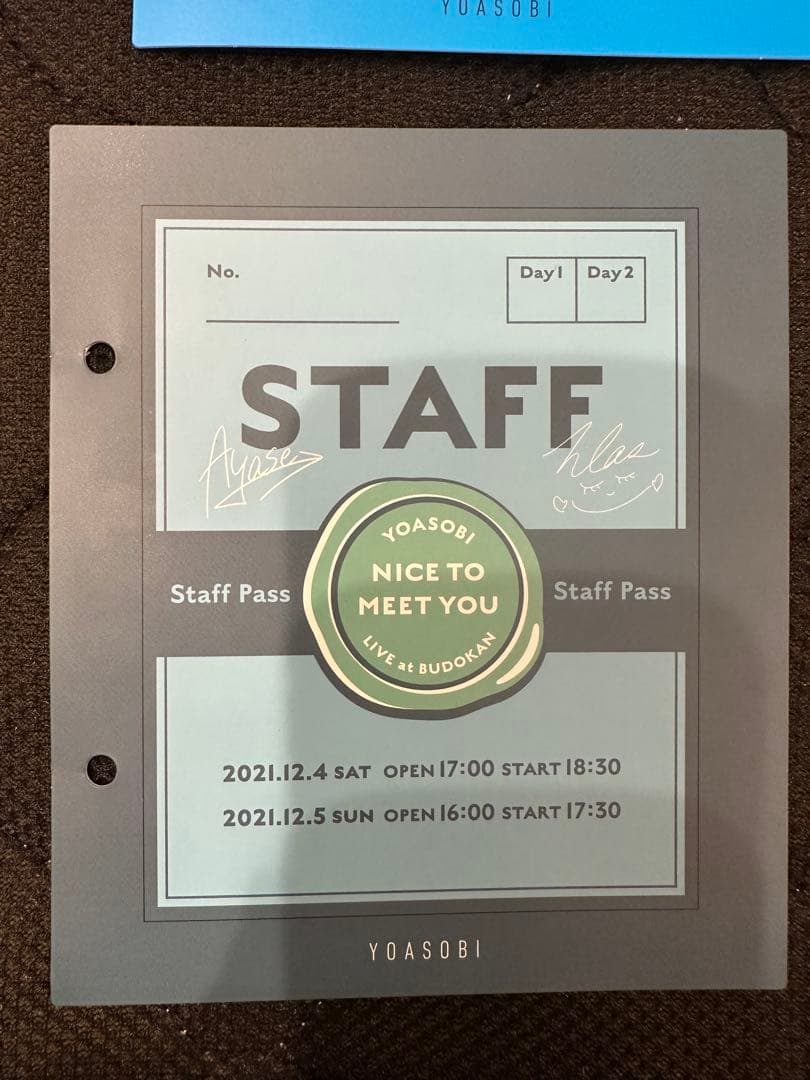 YOASOBI
No.
Day1 Day2
STAFF
Ayase
ikura
YOASOBI
NICE TO
MEET YOU
LIVE at BUDOKAN
Staff Pass
Staff Pass
2021.12.4 SAT OPEN 17:00 START 18:30
2021.12.5 SUN OPEN 16:00 START 17:30
YOASOBI